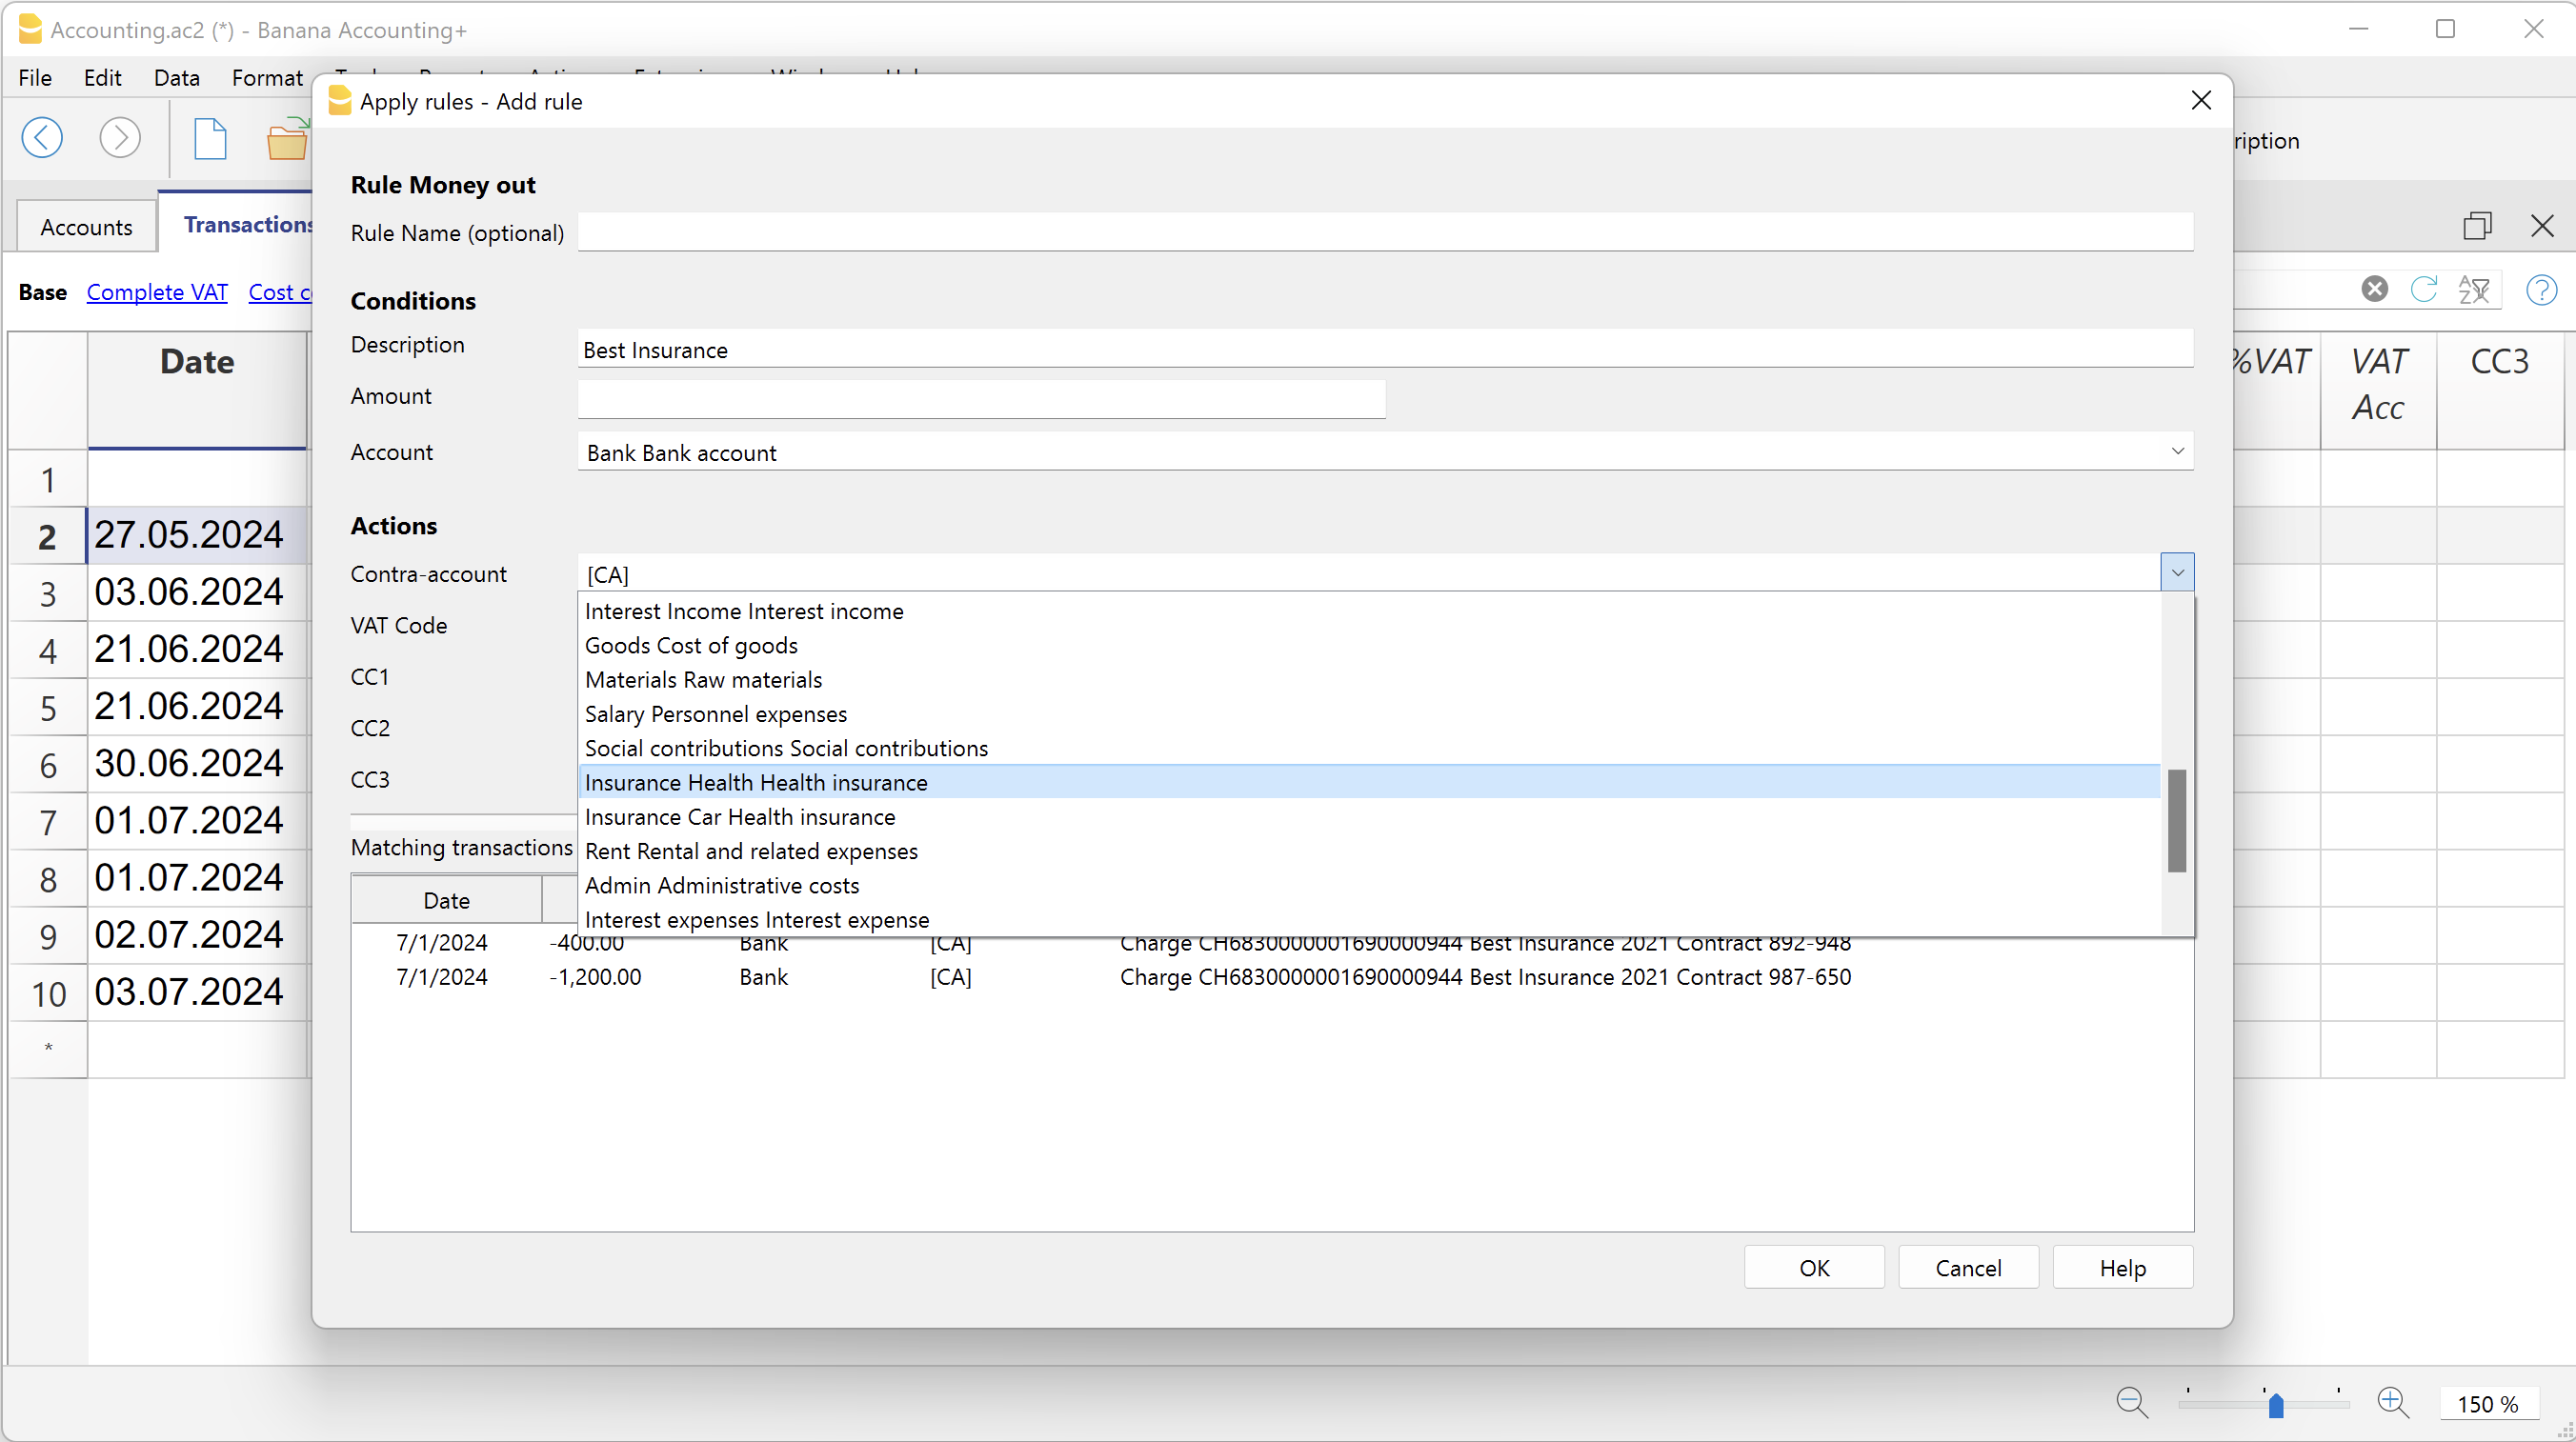 Accounting.ac2 (*) - Banana Accounting+
File Edit Data Format
Apply rules - Add rule
ription
Rule Money out
Accounts Transactions
Rule Name (optional)
Base Complete VAT Cost c
Conditions
Description Best Insurance
Amount
Account Bank Bank account
Date %VAT VAT Acc CC3
Actions
Contra-account [CA]
VAT Code
CC1
CC2
CC3
Interest Income Interest income
Goods Cost of goods
Materials Raw materials
Salary Personnel expenses
Social contributions Social contributions
Insurance Health Health insurance
Insurance Car Health insurance
Rent Rental and related expenses
Admin Administrative costs
Interest expenses Interest expense
1
2 27.05.2024
3 03.06.2024
4 21.06.2024
5 21.06.2024
6 30.06.2024
7 01.07.2024
8 01.07.2024
9 02.07.2024
10 03.07.2024
*
Matching transactions
Date
7/1/2024 -400.00 Bank [CA] Charge CH6830000001690000944 Best Insurance 2021 Contract 892-948
7/1/2024 -1,200.00 Bank [CA] Charge CH6830000001690000944 Best Insurance 2021 Contract 987-650
OK Cancel Help
150 %